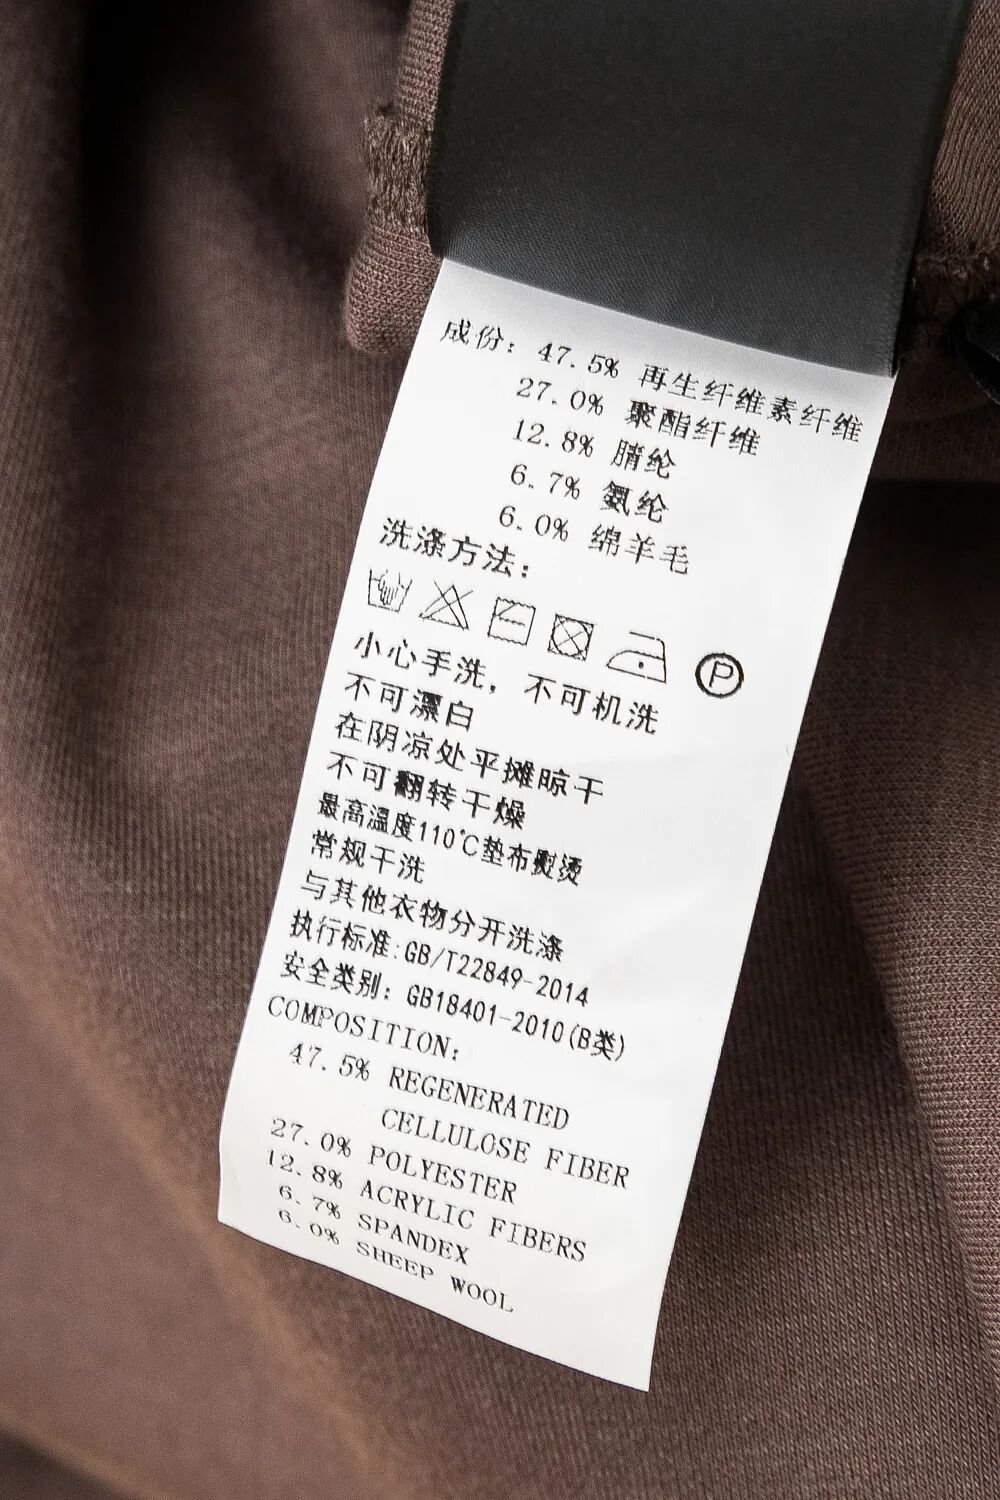 成份: 47.5% 再生纤维素纤维
27.0% 聚酯纤维
12.8% 腈纶
6.7% 氨纶
6.0% 绵羊毛
洗涤方法:
P
小心手洗，不可机洗
不可漂白
在阴凉处平摊晾干
不可翻转干燥
最高温度110℃垫布熨烫
常规干洗
与其他衣物分开洗涤
执行标准:GB/T22849-2014
安全类别: GB18401-2010(B类)
COMPOSITION:
47.5% REGENERATED
CELLULOSE FIBER
27.0% POLYESTER
12.8% ACRYLIC FIBERS
6.7% SPANDEX
6.0% SHEEP WOOL